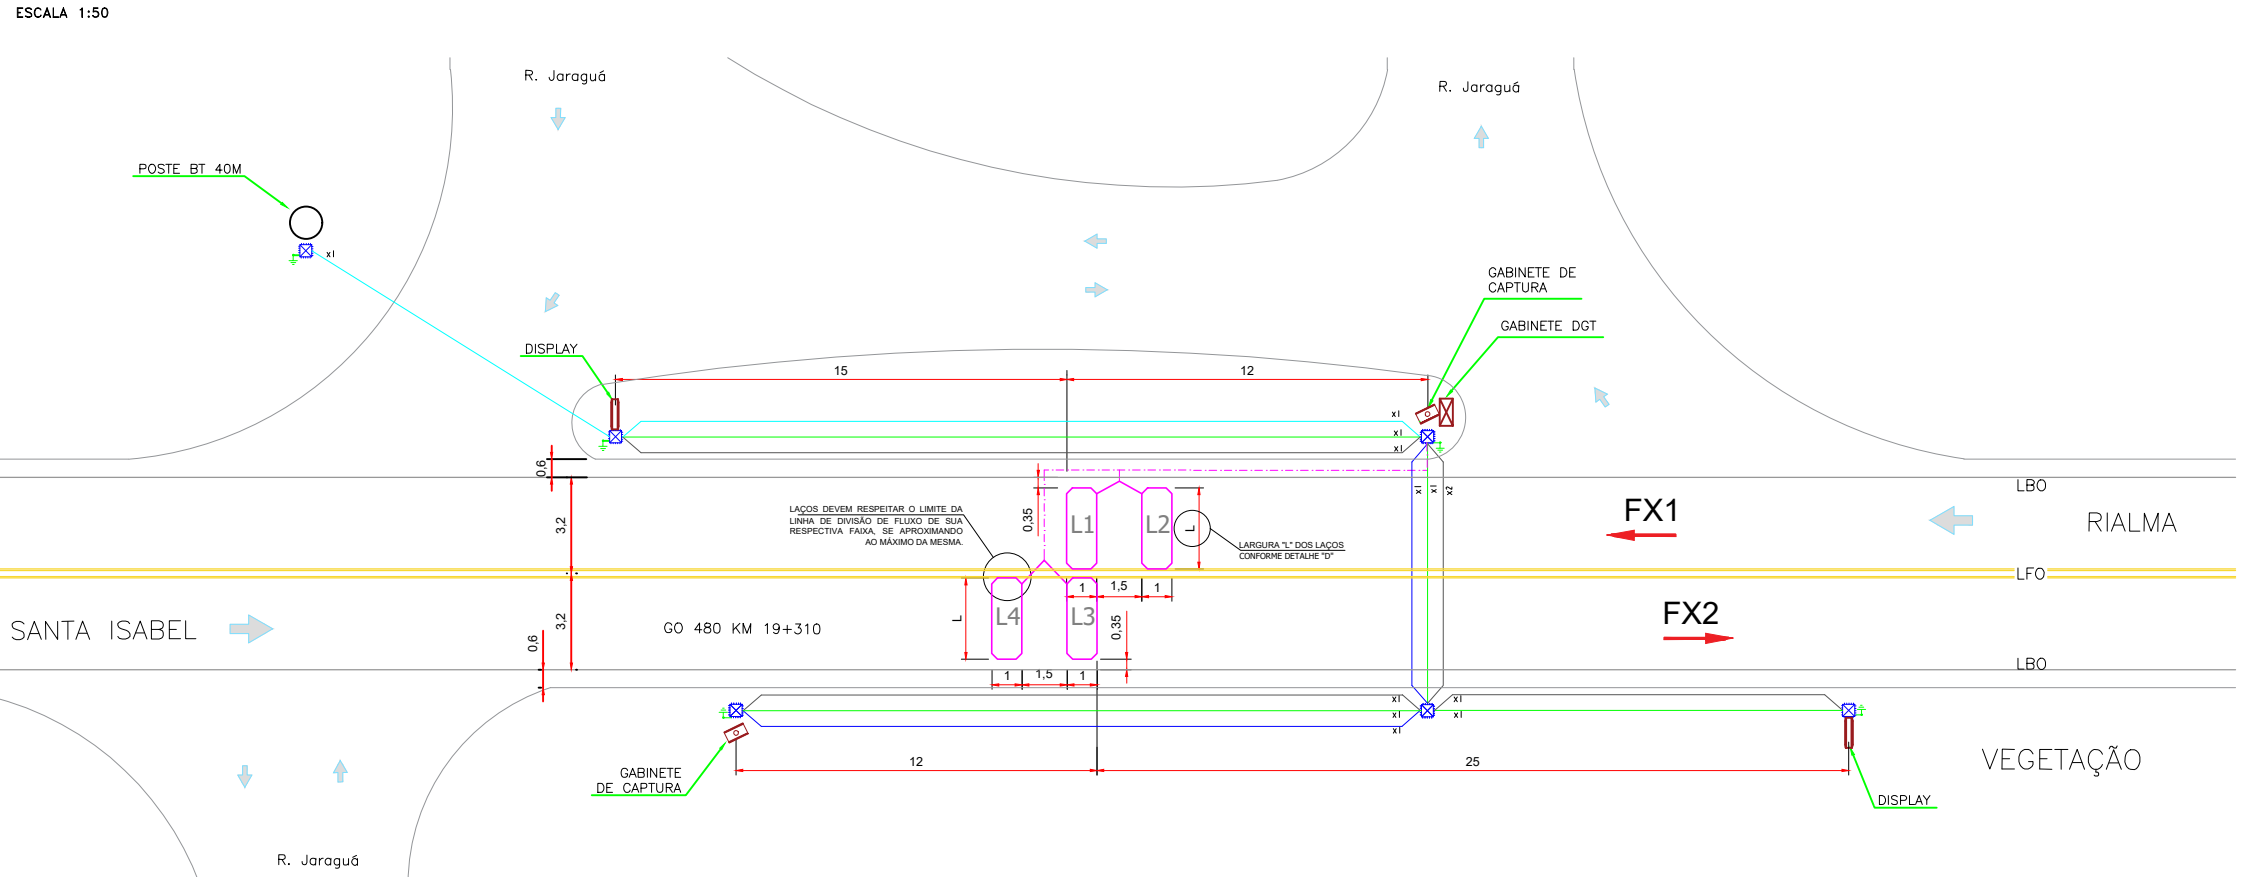 ESCALA 1:50
R. Jaraguá
R. Jaraguá
POSTE BT 40M
x1
GABINETE DE
CAPTURA
GABINETE DGT
DISPLAY
15
12
x1
x1
x1
0,6
LBO
x1
x1
x2
FX1
RIALMA
3,2
0,35
LAÇOS DEVEM RESPEITAR O LIMITE DA
LINHA DE DIVISÃO DE FLUXO DE SUA
RESPECTIVA FAIXA, SE APROXIMANDO
AO MÁXIMO DA MESMA.
L1
L2
L
LARGURA "L" DOS LAÇOS
CONFORME DETALHE "D"
LFO
1
1,5
1
SANTA ISABEL
3,2
0,6
GO 480 KM 19+310
L
L4
L3
0,35
FX2
LBO
1
1,5
1
x1
x1
x1
x1
x1
12
25
GABINETE
DE CAPTURA
VEGETAÇÃO
DISPLAY
R. Jaraguá